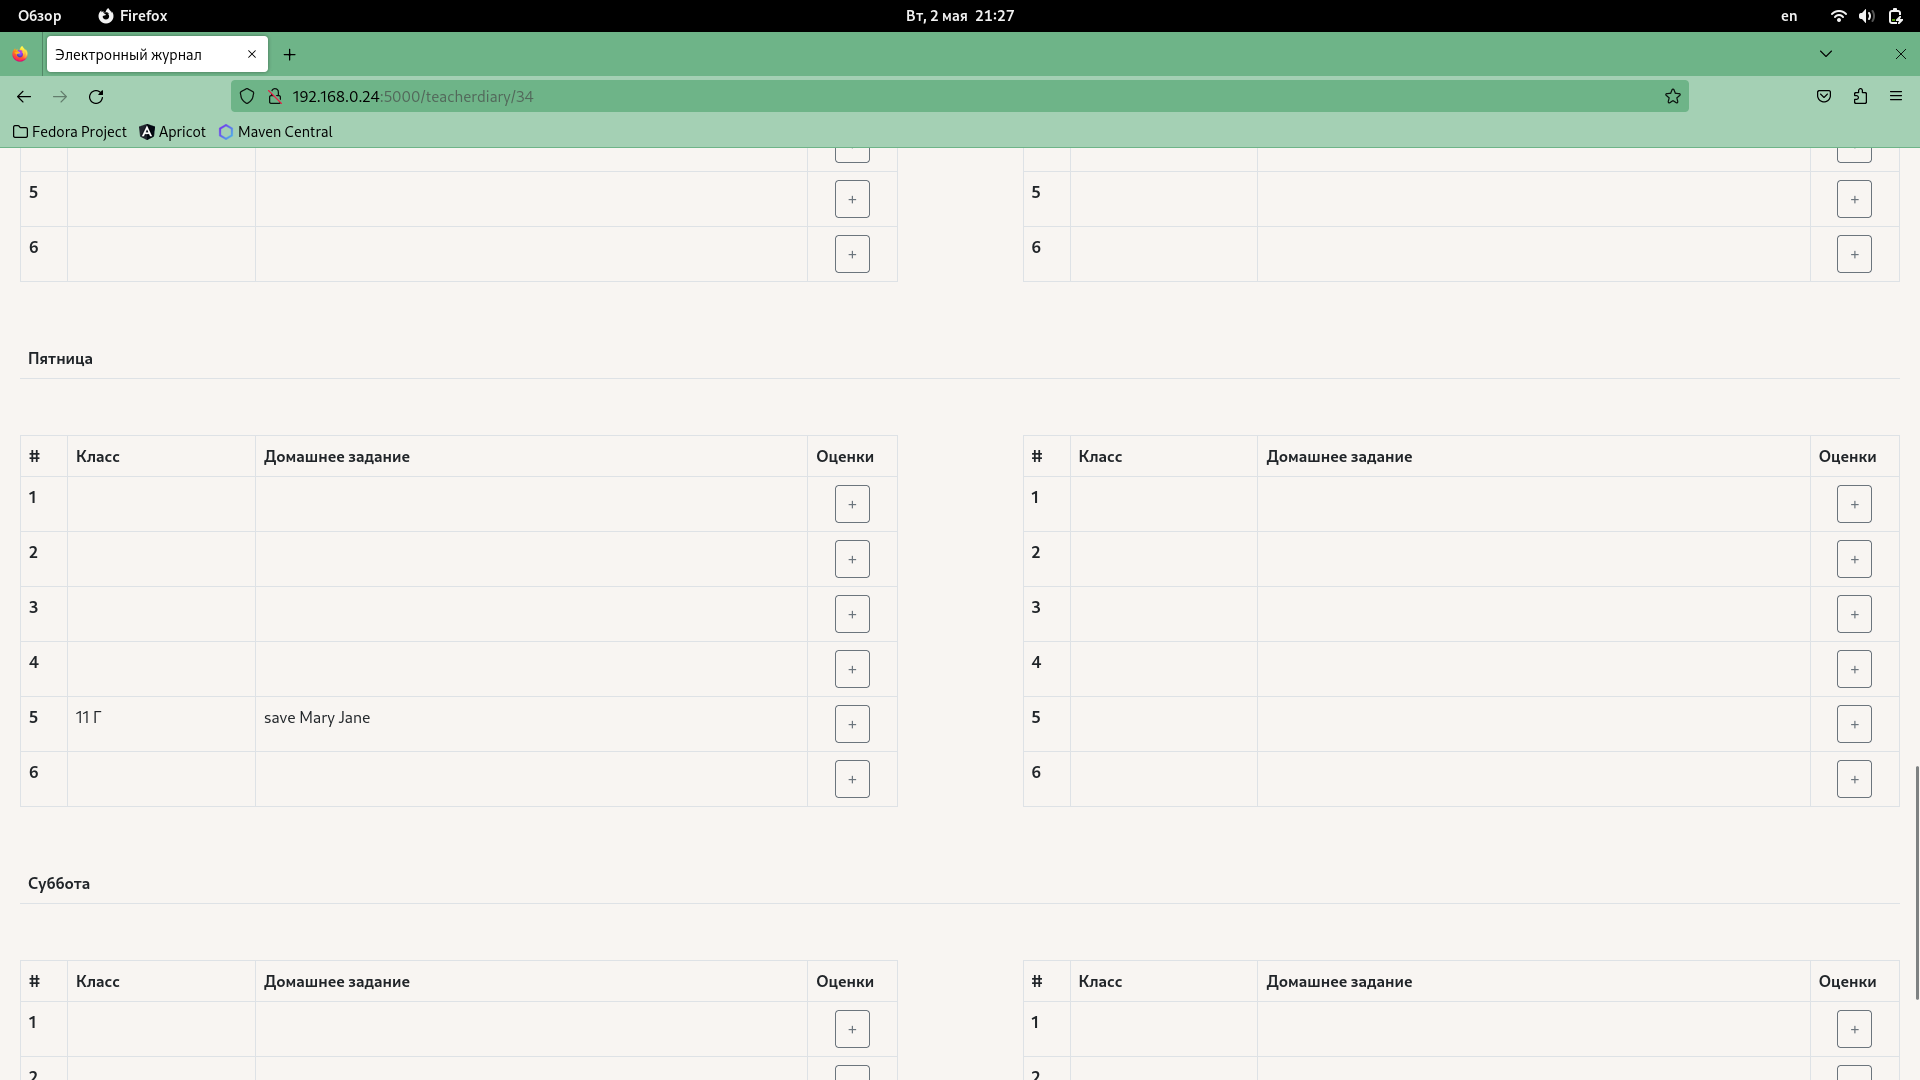 Обзор Firefox Вт, 2 мая 21:27 en
Электронный журнал
192.168.0.24:5000/teacherdiary/34
Fedora Project Apricot Maven Central
5 + 5 +
6 + 6 +
Пятница
# Класс Домашнее задание Оценки # Класс Домашнее задание Оценки
1 + 1 +
2 + 2 +
3 + 3 +
4 + 4 +
5 11 Г save Mary Jane + 5 +
6 + 6 +
Суббота
# Класс Домашнее задание Оценки # Класс Домашнее задание Оценки
1 + 1 +
2 2